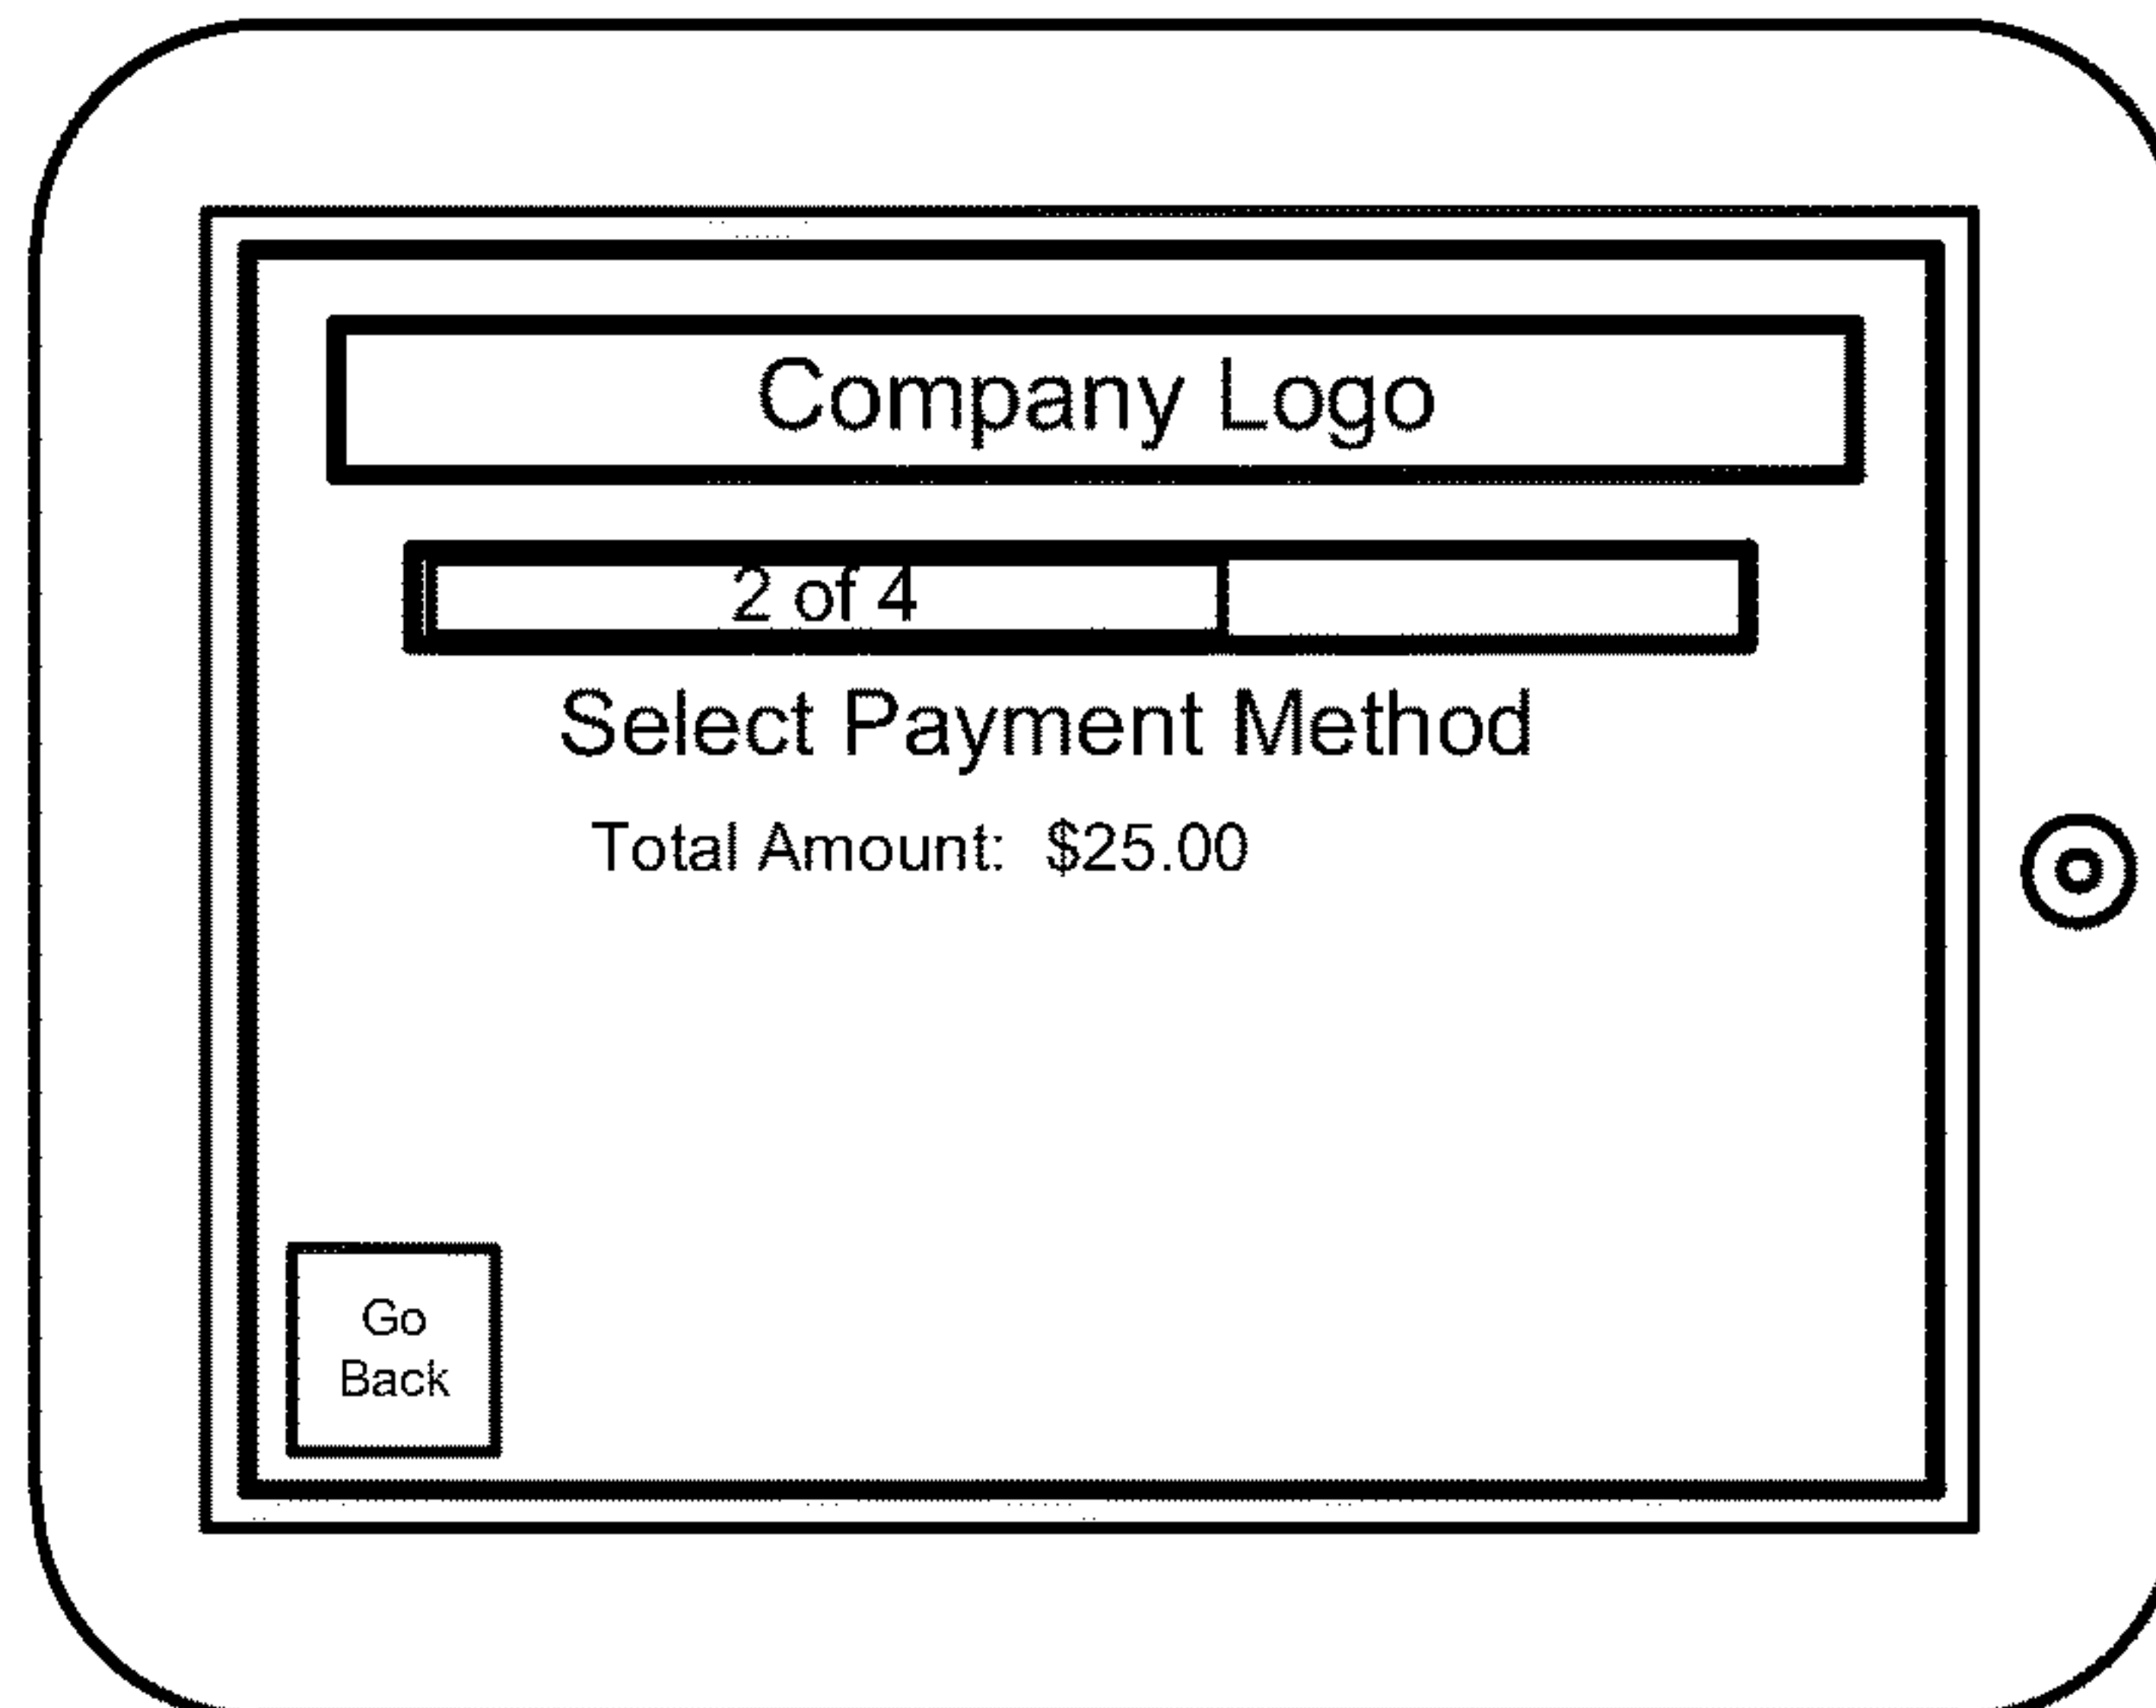 Company Logo
2 of 4
Select Payment Method
Total Amount: $25.00
Go
Back